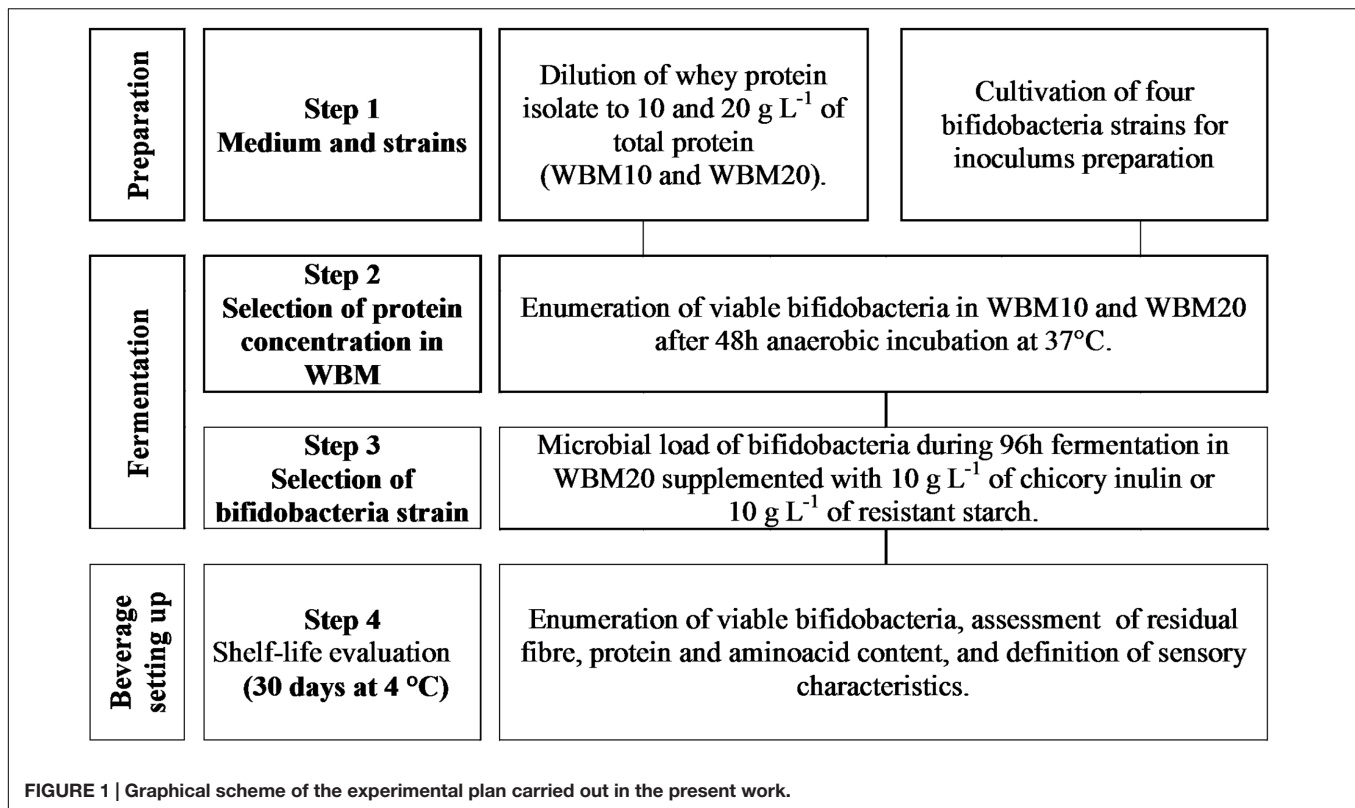 Preparation
Step 1
Medium and strains
Dilution of whey protein
isolate to 10 and 20 g L⁻¹ of
total protein
(WBM10 and WBM20).
Cultivation of four
bifidobacteria strains for
inoculums preparation
Fermentation
Step 2
Selection of protein
concentration in
WBM
Enumeration of viable bifidobacteria in WBM10 and WBM20
after 48h anaerobic incubation at 37°C.
Step 3
Selection of
bifidobacteria strain
Microbial load of bifidobacteria during 96h fermentation in
WBM20 supplemented with 10 g L⁻¹ of chicory inulin or
10 g L⁻¹ of resistant starch.
Beverage
setting up
Step 4
Shelf-life evaluation
(30 days at 4 °C)
Enumeration of viable bifidobacteria, assessment of residual
fibre, protein and aminoacid content, and definition of sensory
characteristics.
FIGURE 1 | Graphical scheme of the experimental plan carried out in the present work.